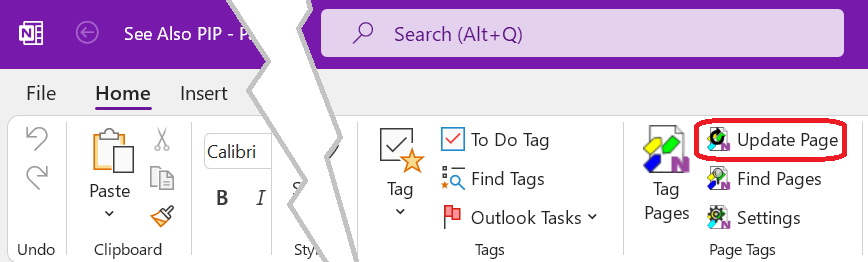 See Also PIP - P
Search (Alt+Q)
File Home Insert
Paste
Calibri
B I
Undo
Clipboard
Tag
To Do Tag
Find Tags
Outlook Tasks
Tags
Tag
Pages
Update Page
Find Pages
Settings
Page Tags